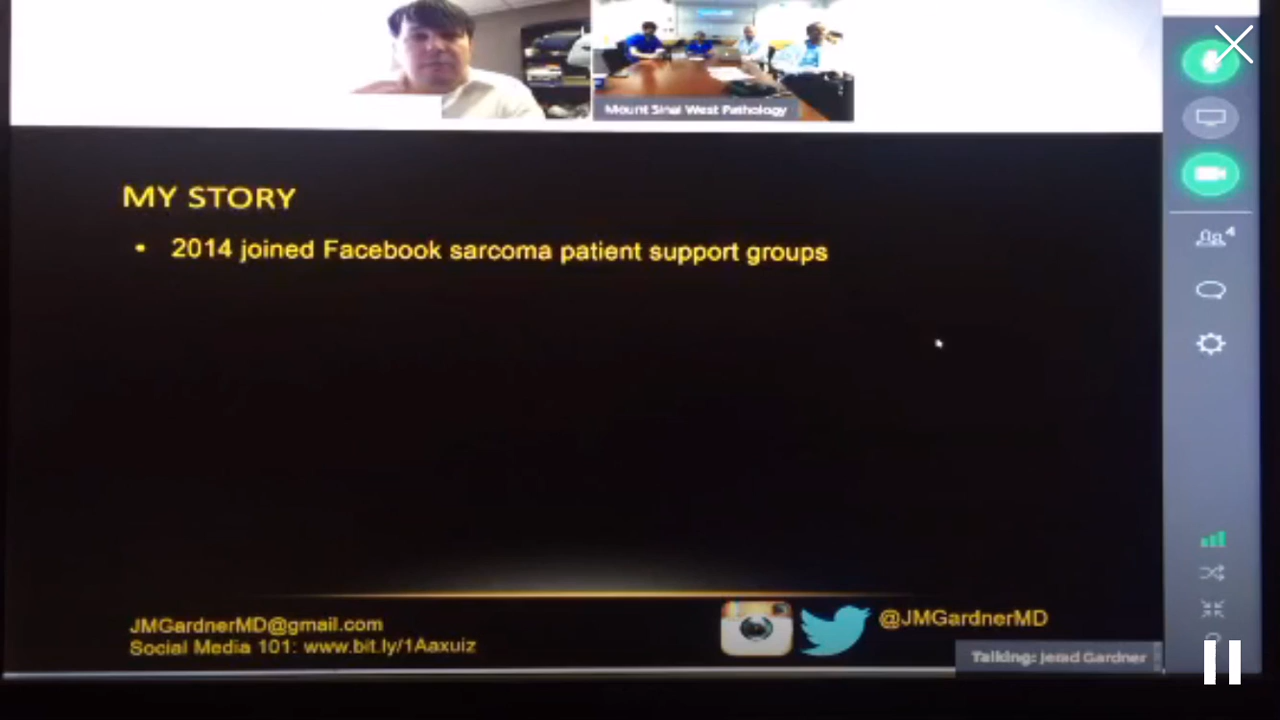 Mount Sinai West Pathology
MY STORY
• 2014 joined Facebook sarcoma patient support groups
4
JMGardnerMD@gmail.com
Social Media 101: www.bit.ly/1Aaxuiz
@JMGardnerMD
Talking: Jerad Gardner